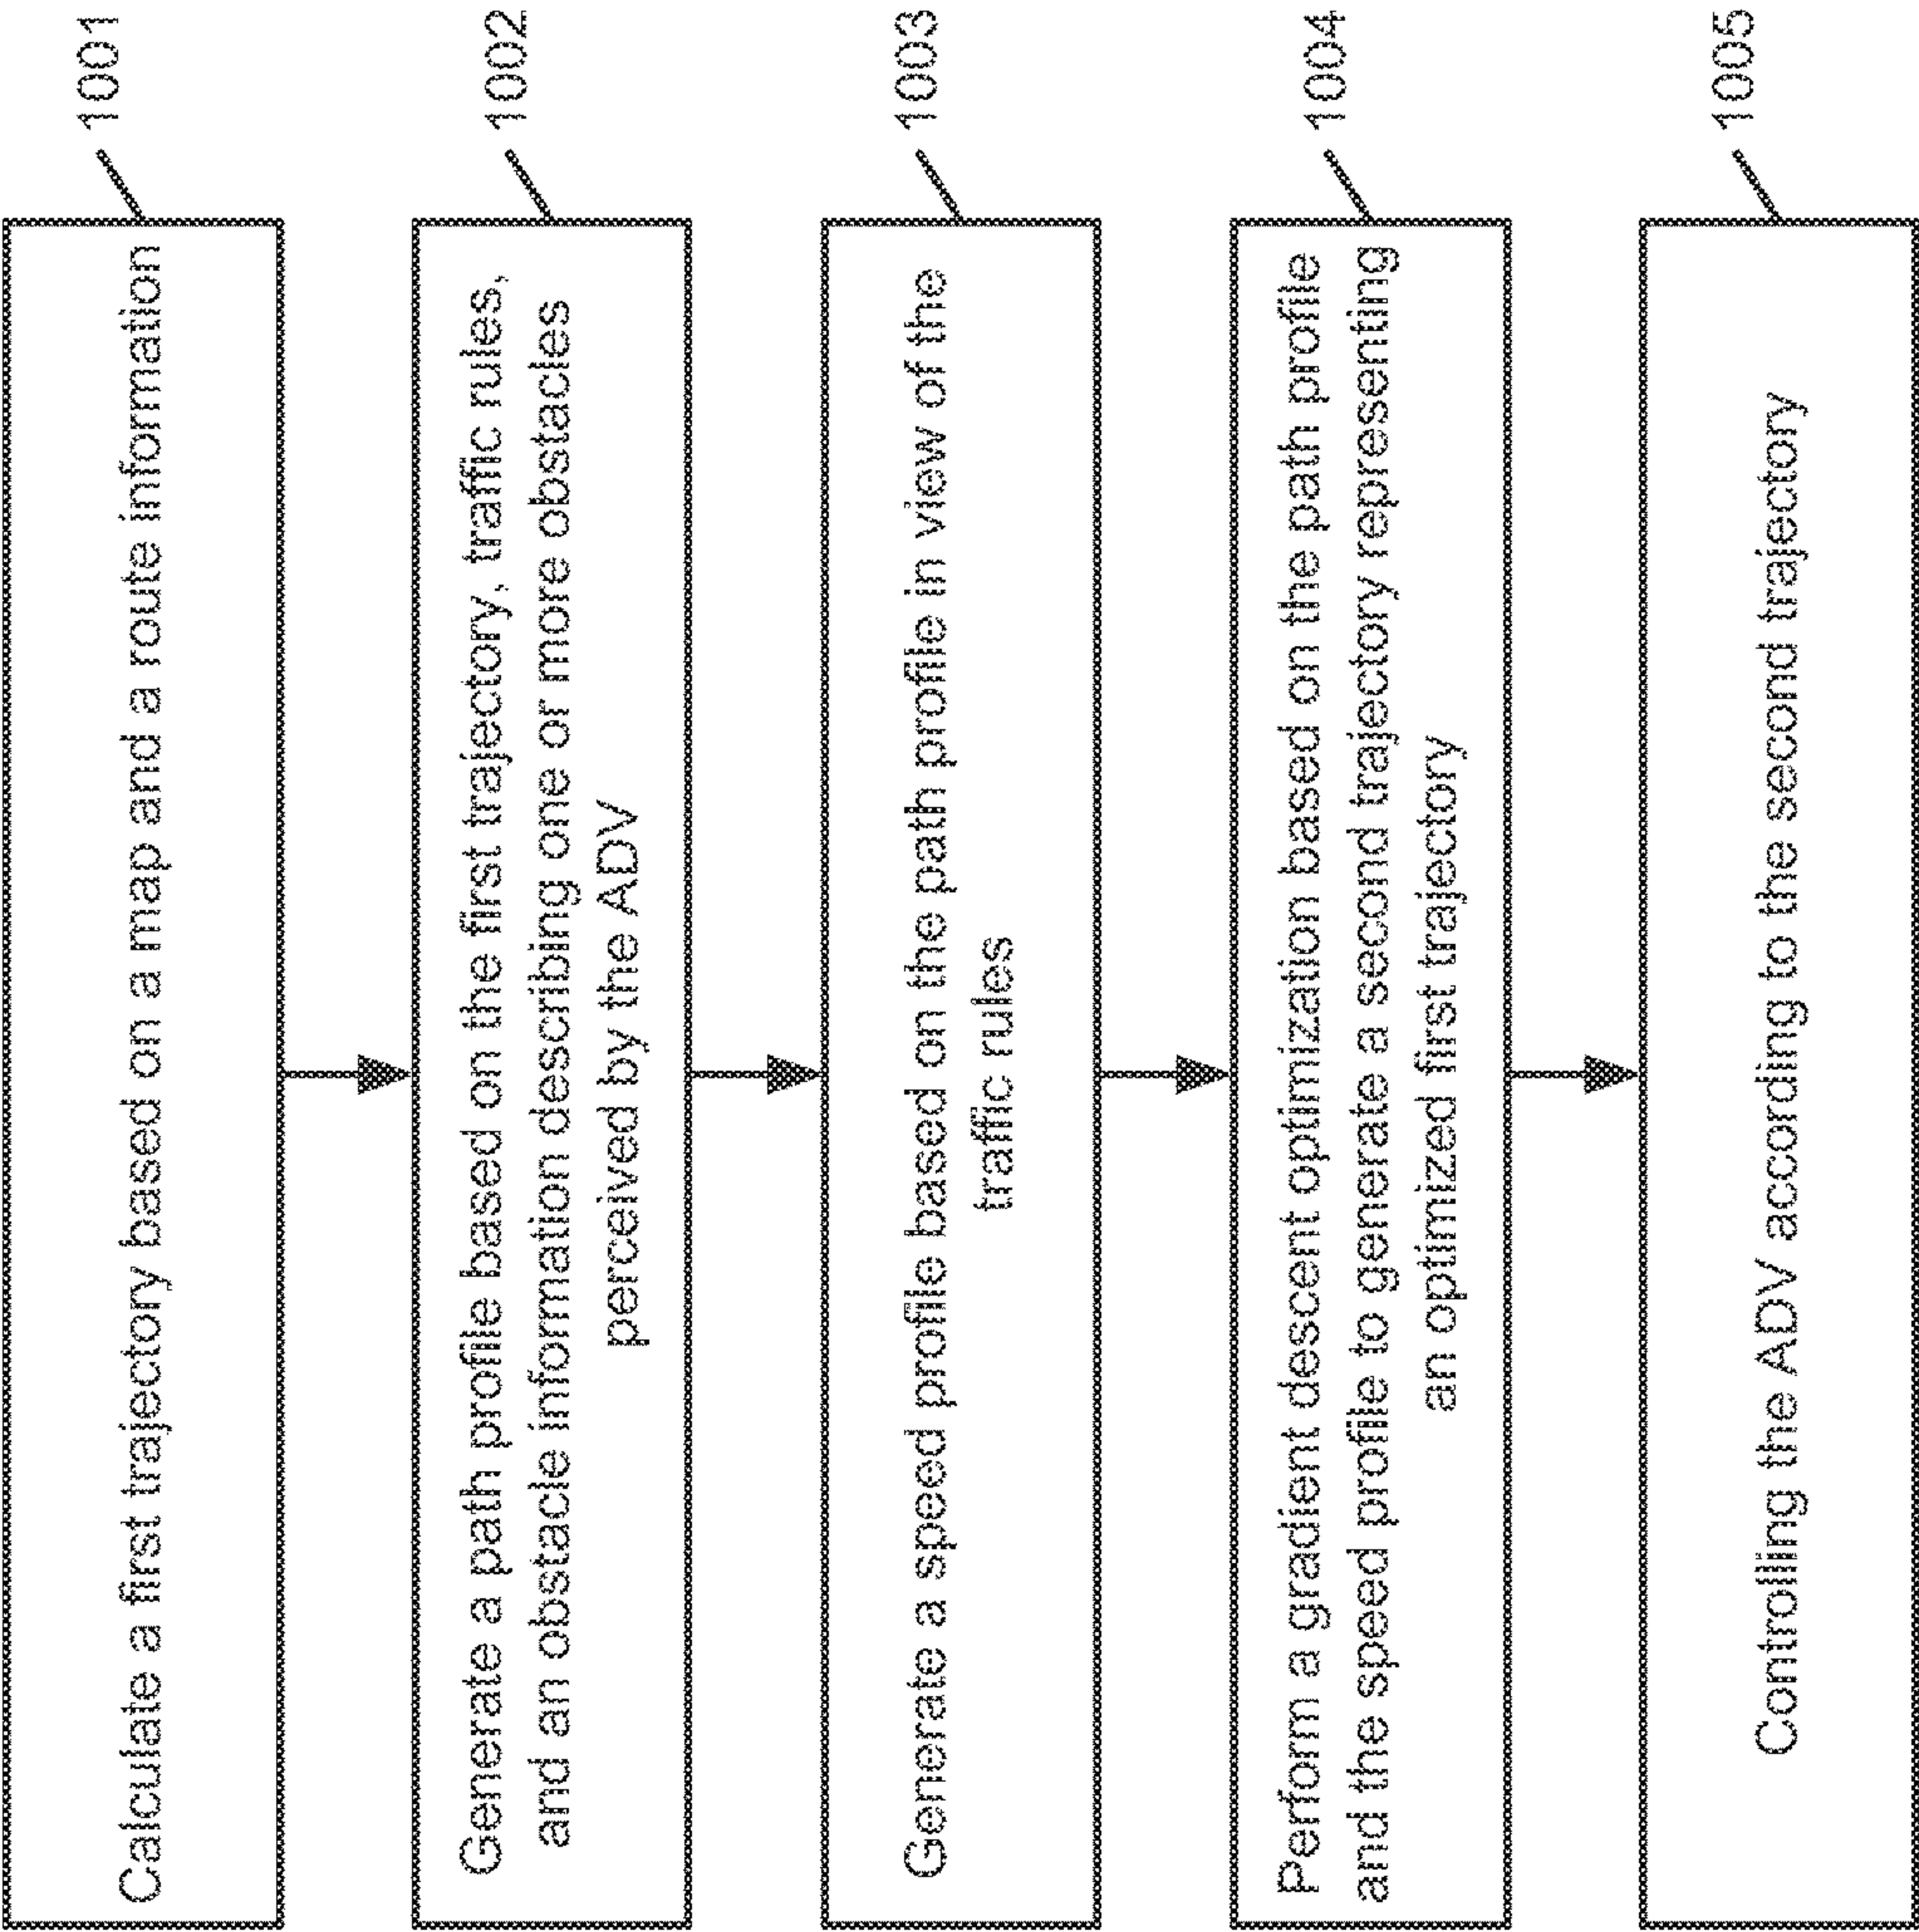 Calculate a first trajectory based on a map and a route information
1001
Generate a path profile based on the first trajectory, traffic rules,
and an obstacle information describing one or more obstacles
perceived by the ADV
1002
Generate a speed profile based on the path profile in view of the
traffic rules
1003
Perform a gradient descent optimization based on the path profile
and the speed profile to generate a second trajectory representing
an optimized first trajectory
1004
Controlling the ADV according to the second trajectory
1005